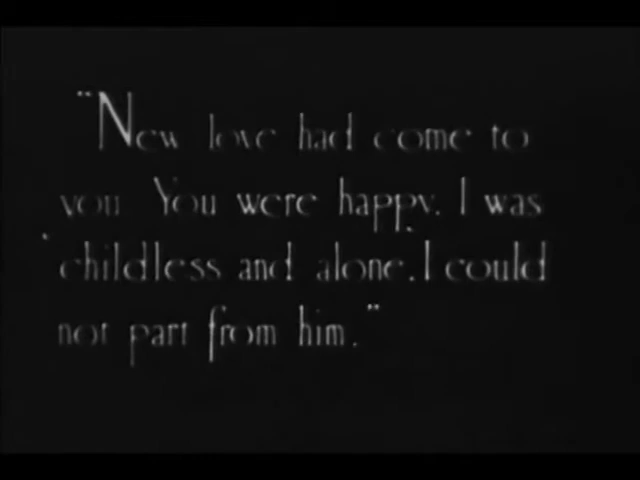 "New love had come to
you. You were happy. I was
childless and alone. I could
not part from him."